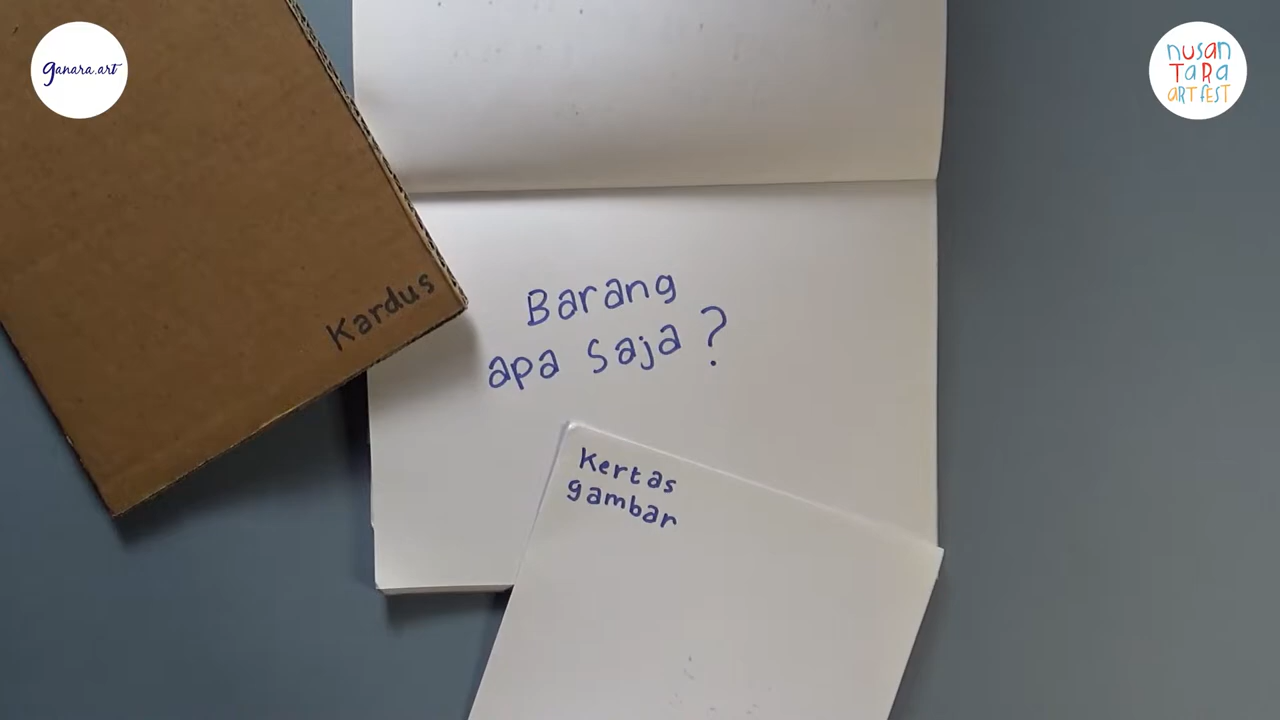 ganara.art
nusan
TaRa
ART fEST
Kardus
Barang
apa saja ?
Kertas
gambar